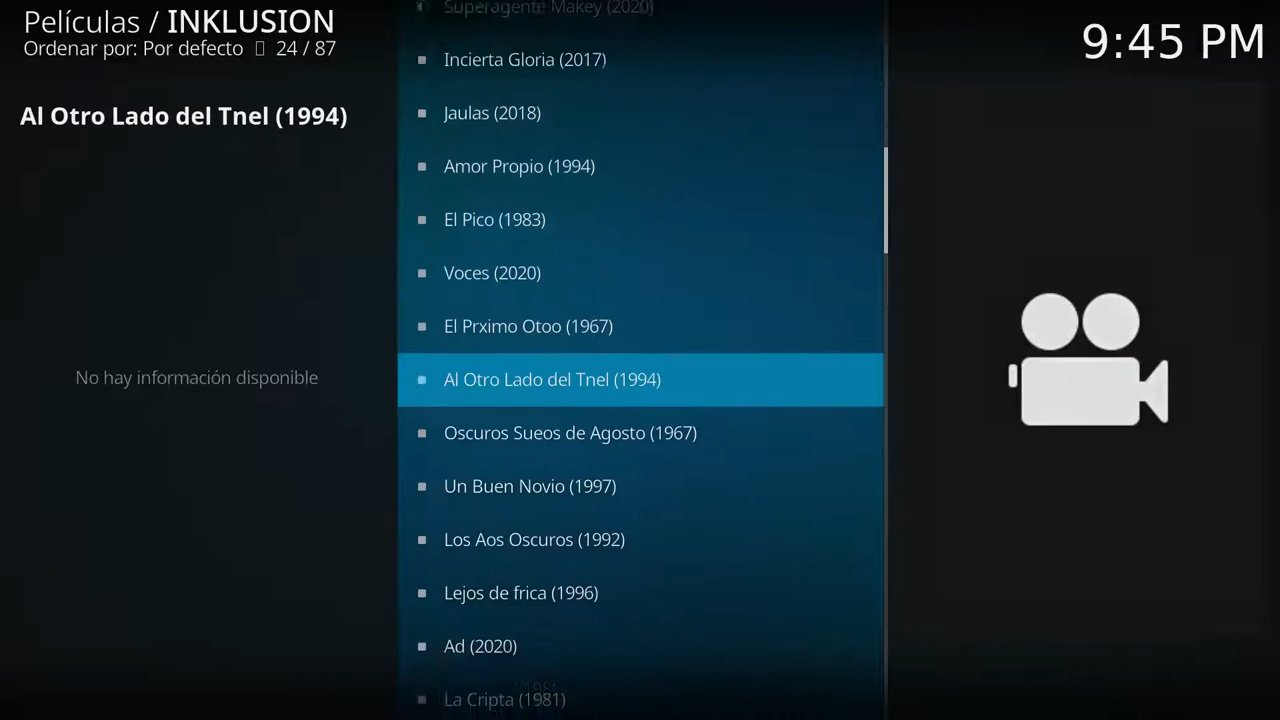 Películas / INKLUSION
Ordenar por: Por defecto 24 / 87
9:45 PM
Al Otro Lado del Tnel (1994)
No hay información disponible
Superagente Makey (2020)
Incierta Gloria (2017)
Jaulas (2018)
Amor Propio (1994)
El Pico (1983)
Voces (2020)
El Prximo Otoo (1967)
Al Otro Lado del Tnel (1994)
Oscuros Sueos de Agosto (1967)
Un Buen Novio (1997)
Los Aos Oscuros (1992)
Lejos de frica (1996)
Ad (2020)
La Cripta (1981)